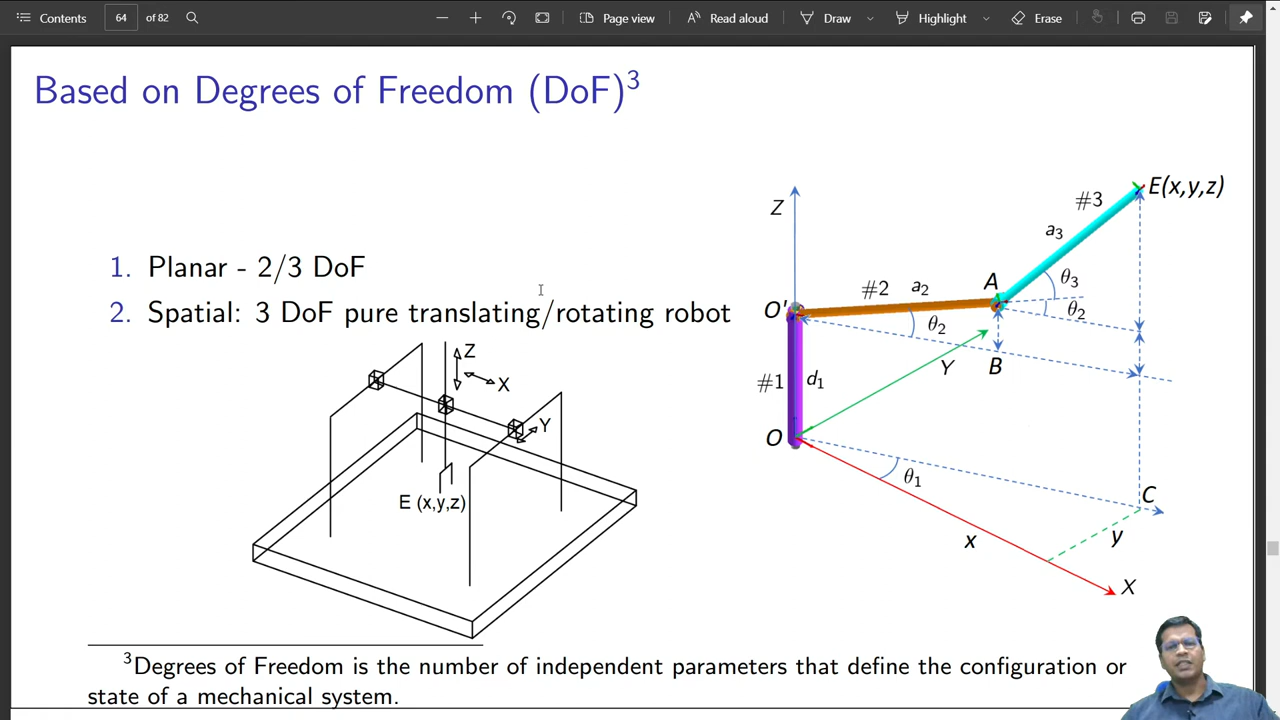 Contents
64
of 82
Page view
Read aloud
Draw
Highlight
Erase
Based on Degrees of Freedom (DoF)³
1. Planar - 2/3 DoF
2. Spatial: 3 DoF pure translating/rotating robot
Z
X
Y
E (x,y,z)
Z
E(x,y,z)
#3
a₃
A
θ₃
#2
a₂
O'
θ₂
θ₂
#1
d₁
Y
B
O
θ₁
C
x
y
X
³Degrees of Freedom is the number of independent parameters that define the configuration or
state of a mechanical system.